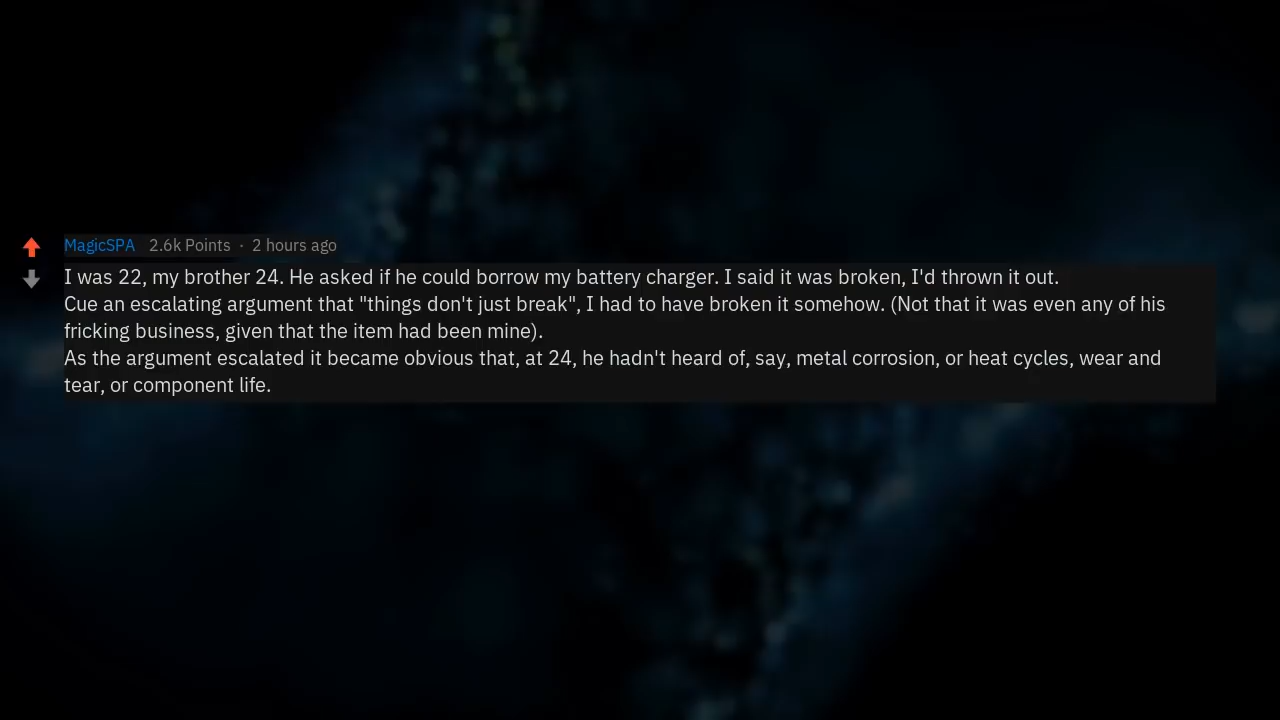 MagicSPA 2.6k Points · 2 hours ago
I was 22, my brother 24. He asked if he could borrow my battery charger. I said it was broken, I'd thrown it out.
Cue an escalating argument that "things don't just break", I had to have broken it somehow. (Not that it was even any of his
fricking business, given that the item had been mine).
As the argument escalated it became obvious that, at 24, he hadn't heard of, say, metal corrosion, or heat cycles, wear and
tear, or component life.